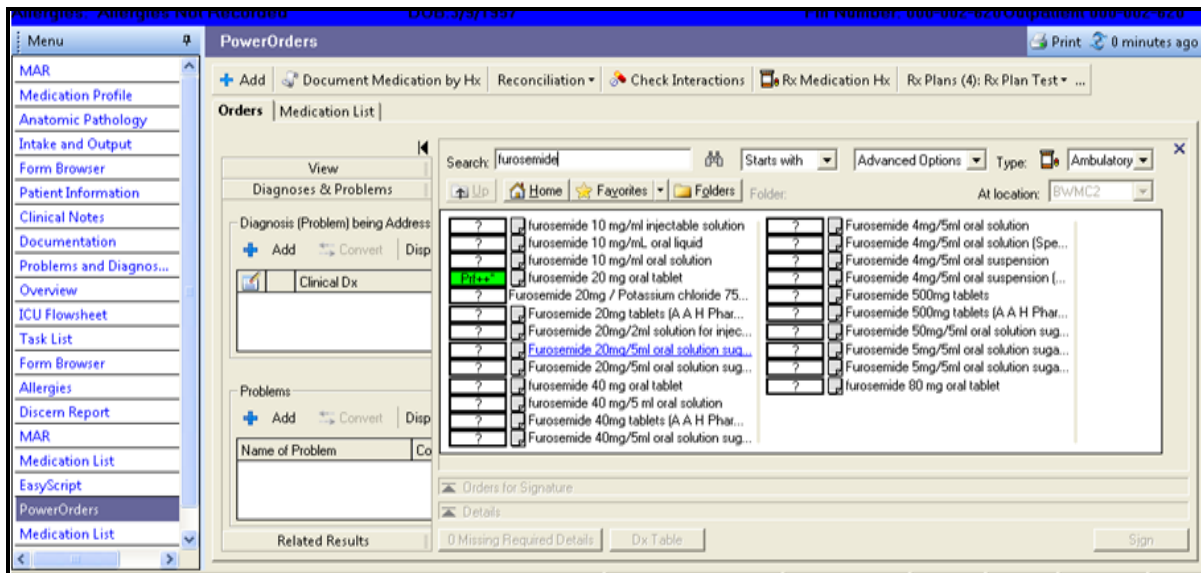 Allergies: Allergies Not Recorded DOB:5/5/1957
Menu
PowerOrders
Print 0 minutes ago
MAR
Medication Profile
Anatomic Pathology
Intake and Output
Form Browser
Patient Information
Clinical Notes
Documentation
Problems and Diagnos...
Overview
ICU Flowsheet
Task List
Form Browser
Allergies
Discern Report
MAR
Medication List
EasyScript
PowerOrders
Medication List
Add Document Medication by Hx Reconciliation Check Interactions Rx Medication Hx Rx Plans (4): Rx Plan Test ...
Orders Medication List
View
Diagnoses & Problems
Diagnosis (Problem) being Address
Add Convert Disp
Clinical Dx
Problems
Add Convert Disp
Name of Problem Co
Related Results
Search: furosemide Starts with Advanced Options Type: Ambulatory
Up Home Favorites Folders Folder: At location: BWMC2
? furosemide 10 mg/ml injectable solution
? furosemide 10 mg/mL oral liquid
? furosemide 10 mg/ml oral solution
Prf++* furosemide 20 mg oral tablet
? Furosemide 20mg / Potassium chloride 75...
? Furosemide 20mg tablets (A A H Phar...
? Furosemide 20mg/2ml solution for injec...
? Furosemide 20mg/5ml oral solution sug...
? Furosemide 20mg/5ml oral solution sug...
? furosemide 40 mg oral tablet
? furosemide 40 mg/5 ml oral solution
? Furosemide 40mg tablets (A A H Phar...
? Furosemide 40mg/5ml oral solution sug...
? Furosemide 4mg/5ml oral solution
? Furosemide 4mg/5ml oral solution (Spe...
? Furosemide 4mg/5ml oral suspension
? Furosemide 4mg/5ml oral suspension (...
? Furosemide 500mg tablets
? Furosemide 500mg tablets (A A H Phar...
? Furosemide 50mg/5ml oral solution sug...
? Furosemide 5mg/5ml oral solution suga...
? Furosemide 5mg/5ml oral solution suga...
? furosemide 80 mg oral tablet
Orders for Signature
Details
0 Missing Required Details Dx Table Sign